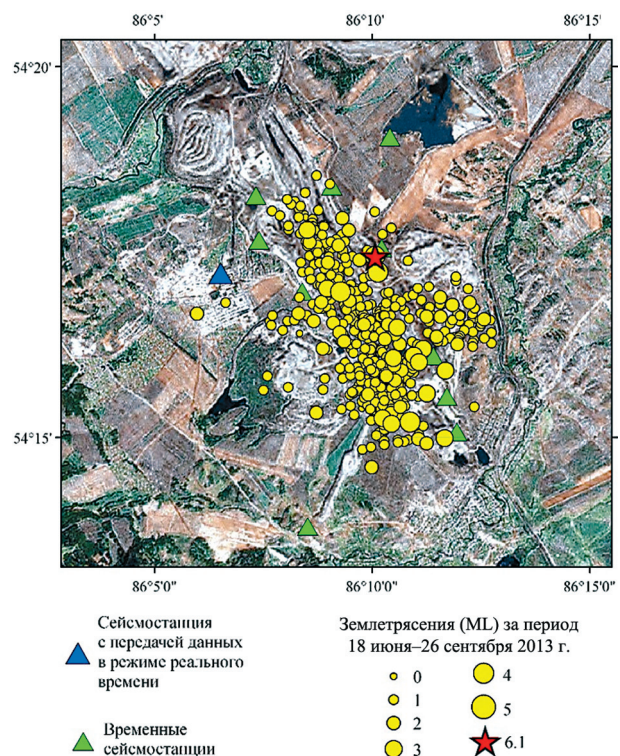 86°5' 86°10' 86°15'
54°20'
54°15'
86°5'0" 86°10'0" 86°15'0"
Сейсмостанция
с передачей данных
в режиме реального
времени
Временные
сейсмостанции
Землетрясения (ML) за период
18 июня–26 сентября 2013 г.
0 4
1
2 5
3 6.1